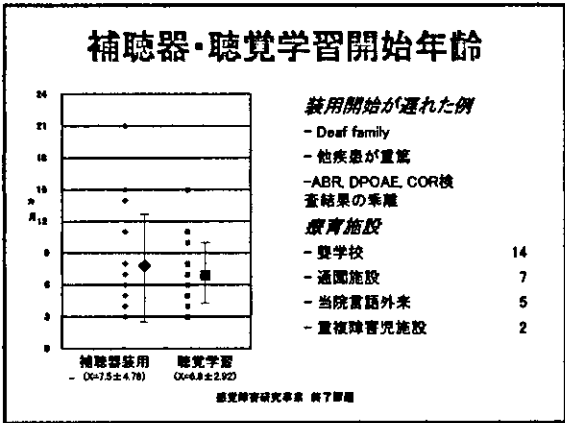 補聴器・聴覚学習開始年齢
24
21
18
15
12
9
6
3
0
ヵ月
補聴器装用
聴覚学習
(X=7.5±4.78)
(X=6.8±2.92)
装用開始が遅れた例
- Deaf family
- 他疾患が重篤
-ABR, DPOAE, COR検
査結果の乖離
療育施設
- 聾学校 14
- 通園施設 7
- 当院言語外来 5
- 重複障害児施設 2
感覚障害研究事業 終了課題